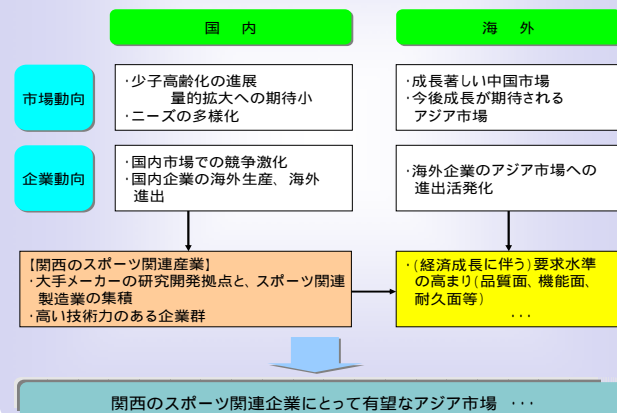 国 内
海 外
市場動向
・少子高齢化の進展
量的拡大への期待小
・ニーズの多様化
・成長著しい中国市場
・今後成長が期待される
アジア市場
企業動向
・国内市場での競争激化
・国内企業の海外生産、海外
進出
・海外企業のアジア市場への
進出活発化
【関西のスポーツ関連産業】
・大手メーカーの研究開発拠点と、スポーツ関連
製造業の集積
・高い技術力のある企業群
・(経済成長に伴う)要求水準
の高まり(品質面、機能面、
耐久面等)
・・・
関西のスポーツ関連企業にとって有望なアジア市場 ・・・